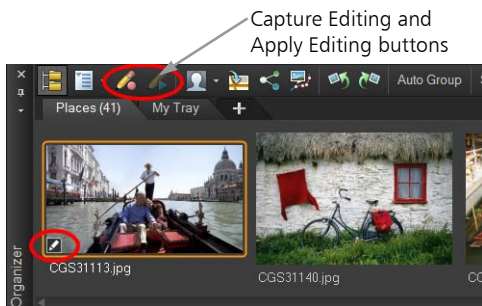 Capture Editing and
Apply Editing buttons
Auto Group
Places (41)
My Tray
Organizer
CGS31113.jpg
CGS31140.jpg